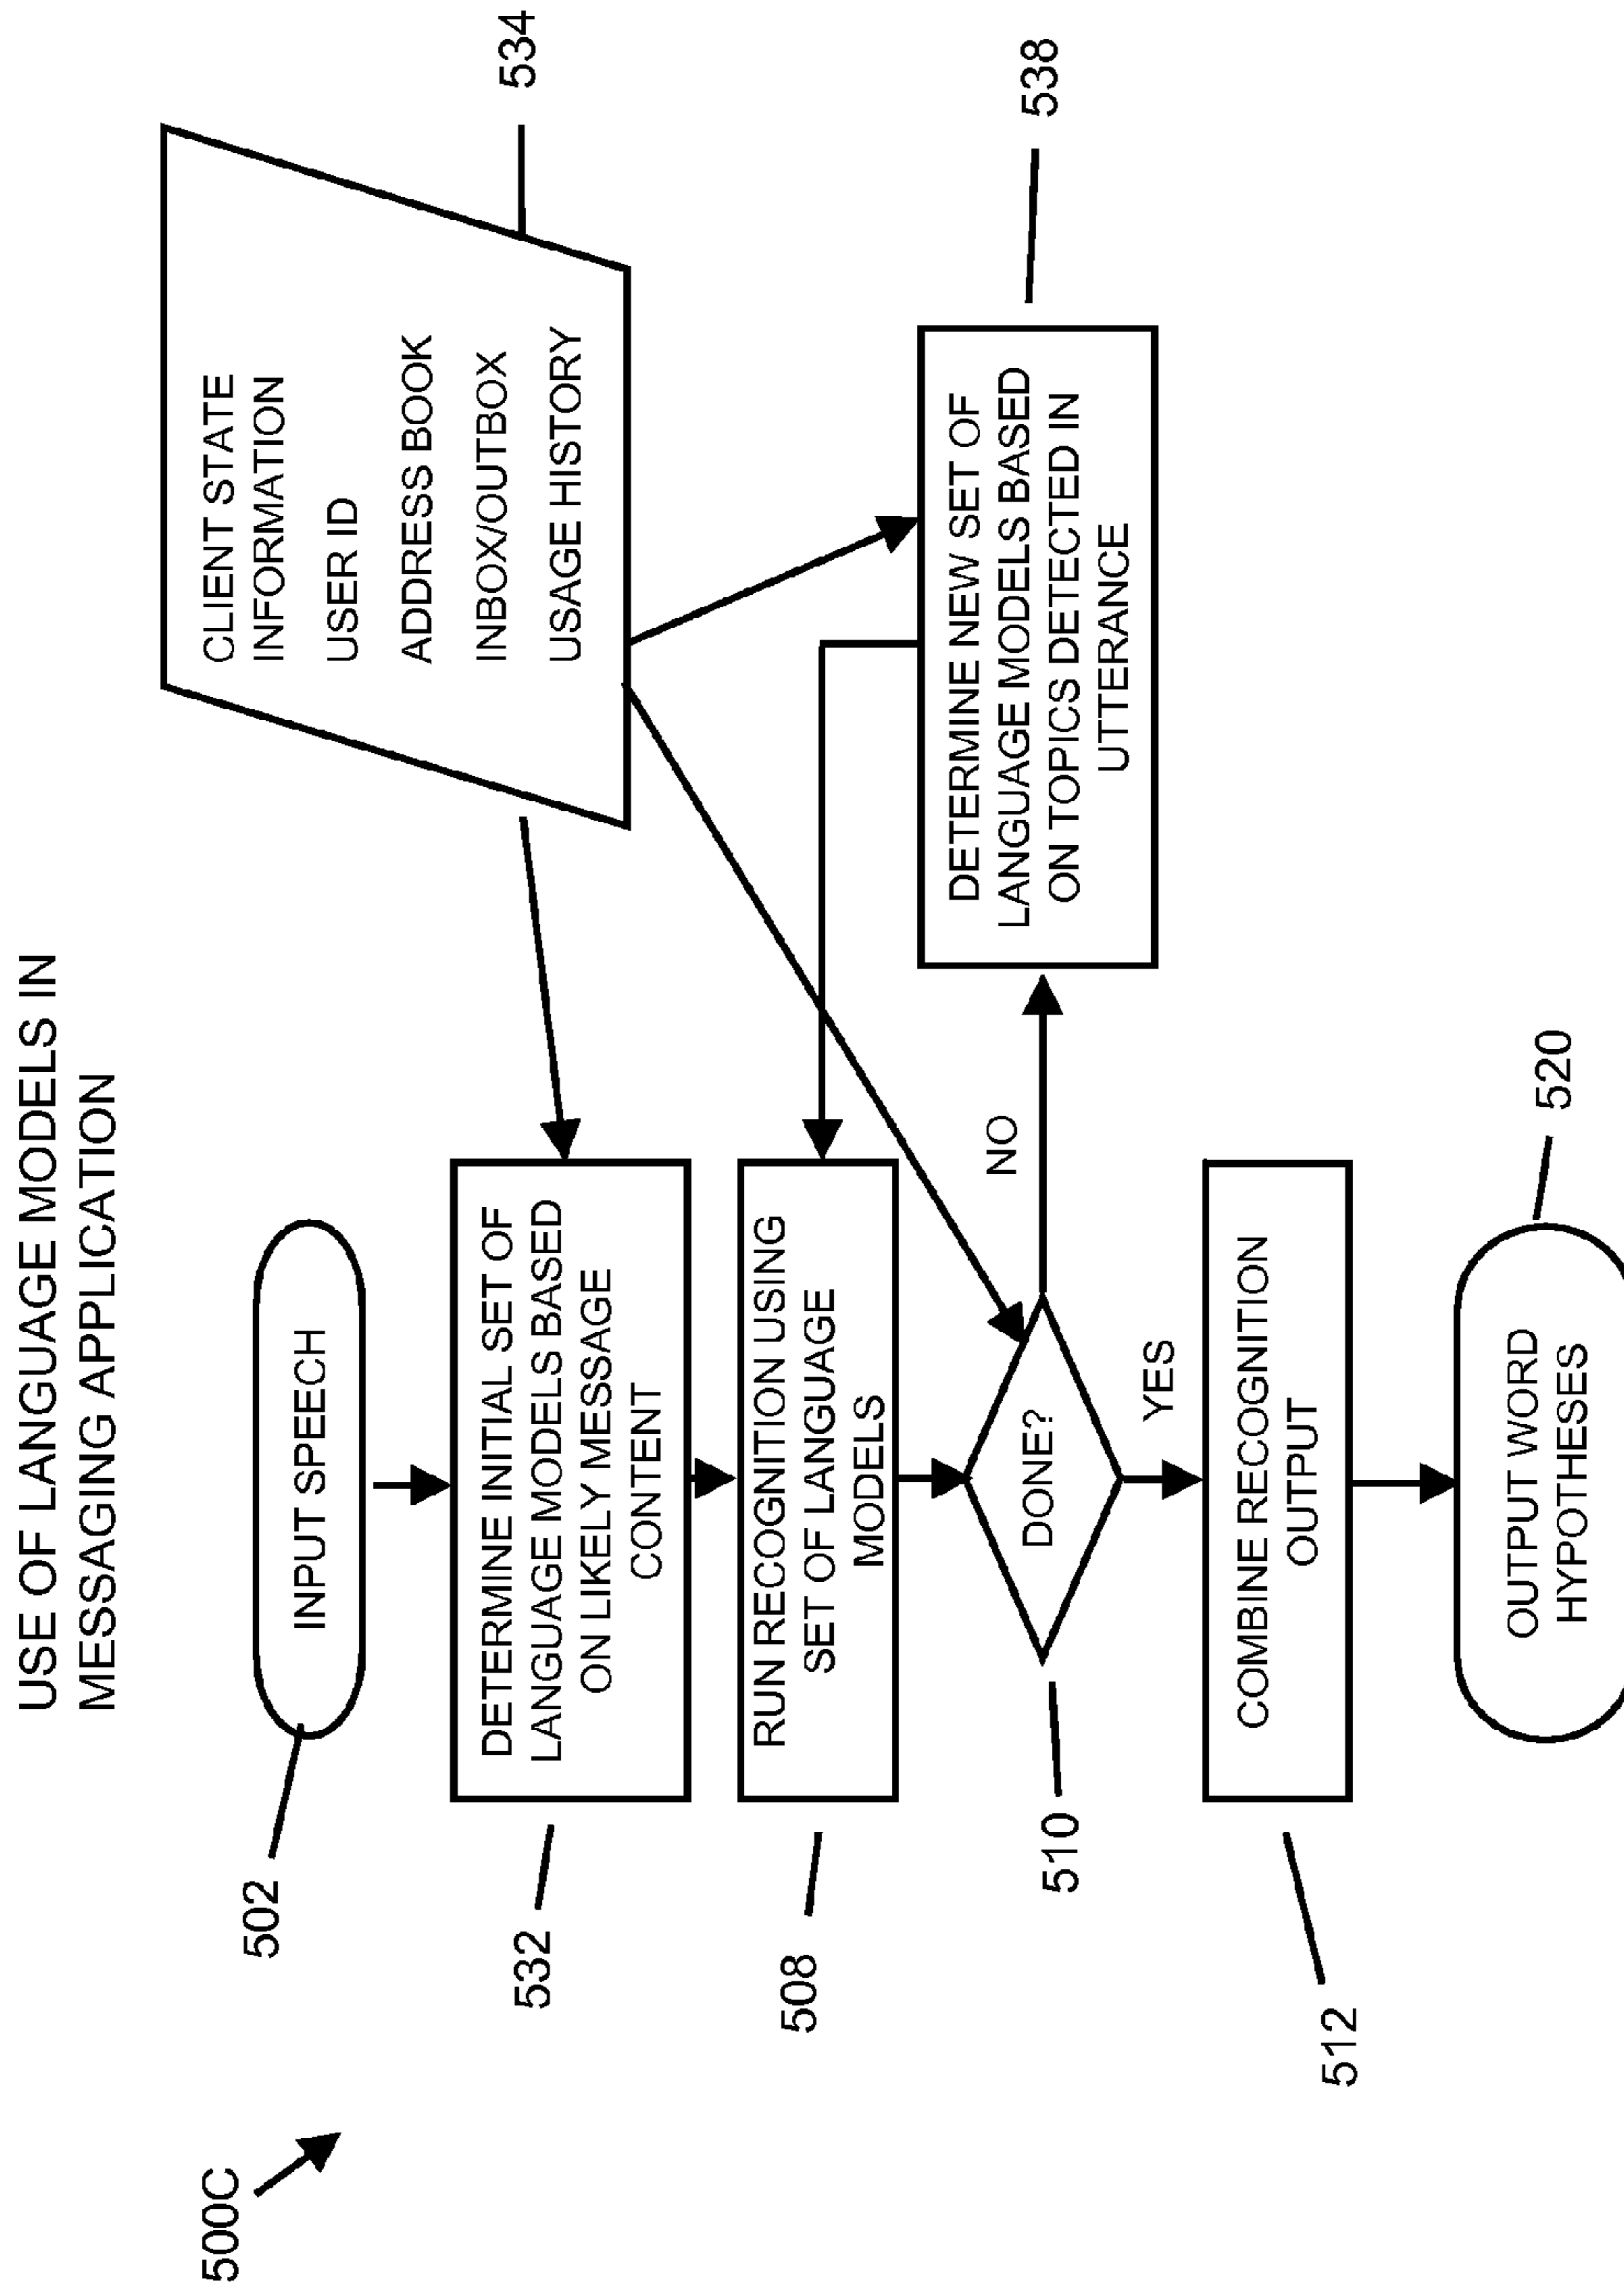 USE OF LANGUAGE MODELS IN
MESSAGING APPLICATION
500C
502
INPUT SPEECH
CLIENT STATE
INFORMATION
USER ID
ADDRESS BOOK
INBOX/OUTBOX
USAGE HISTORY
534
532
DETERMINE INITIAL SET OF
LANGUAGE MODELS BASED
ON LIKELY MESSAGE
CONTENT
508
RUN RECOGNITION USING
SET OF LANGUAGE
MODELS
510
DONE?
NO
DETERMINE NEW SET OF
LANGUAGE MODELS BASED
ON TOPICS DETECTED IN
UTTERANCE
538
YES
512
COMBINE RECOGNITION
OUTPUT
OUTPUT WORD
HYPOTHESES
520